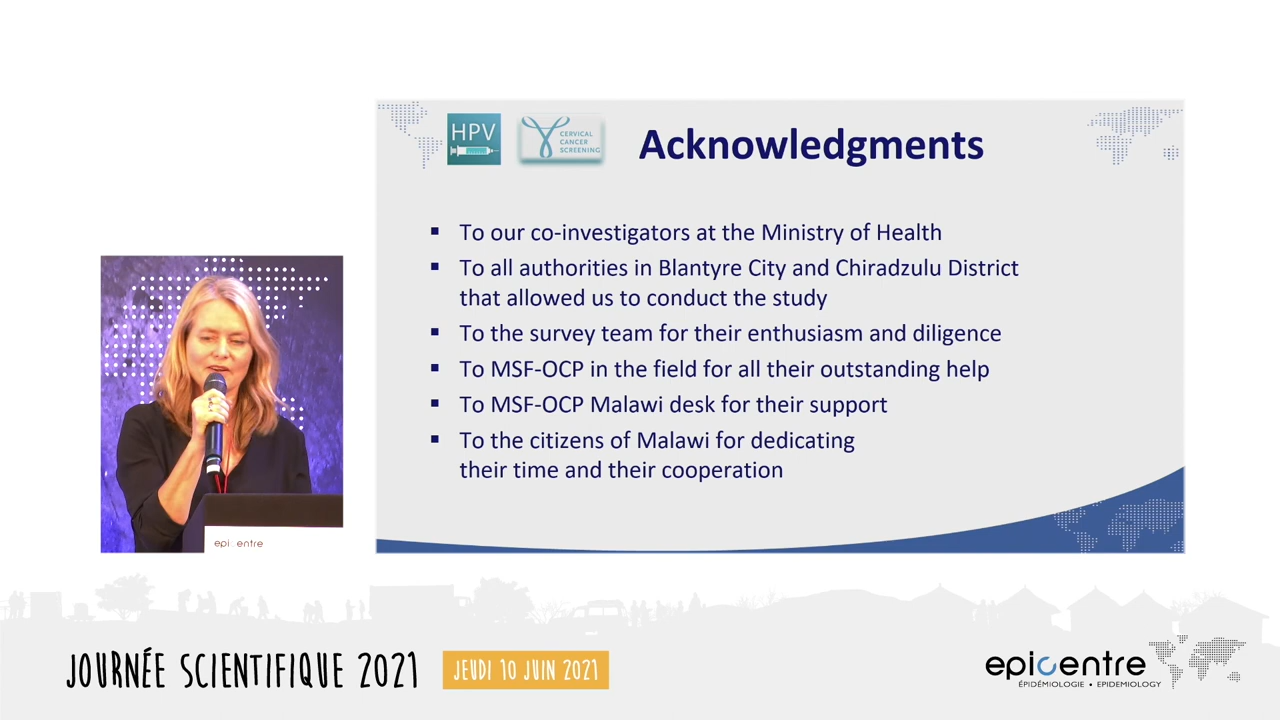 HPV
CERVICAL
CANCER
SCREENING
Acknowledgments
▪ To our co-investigators at the Ministry of Health
▪ To all authorities in Blantyre City and Chiradzulu District
that allowed us to conduct the study
▪ To the survey team for their enthusiasm and diligence
▪ To MSF-OCP in the field for all their outstanding help
▪ To MSF-OCP Malawi desk for their support
▪ To the citizens of Malawi for dedicating
their time and their cooperation
epicentre
JOURNÉE SCIENTIFIQUE 2021
JEUDI 10 JUIN 2021
epicentre
ÉPIDÉMIOLOGIE • EPIDEMIOLOGY